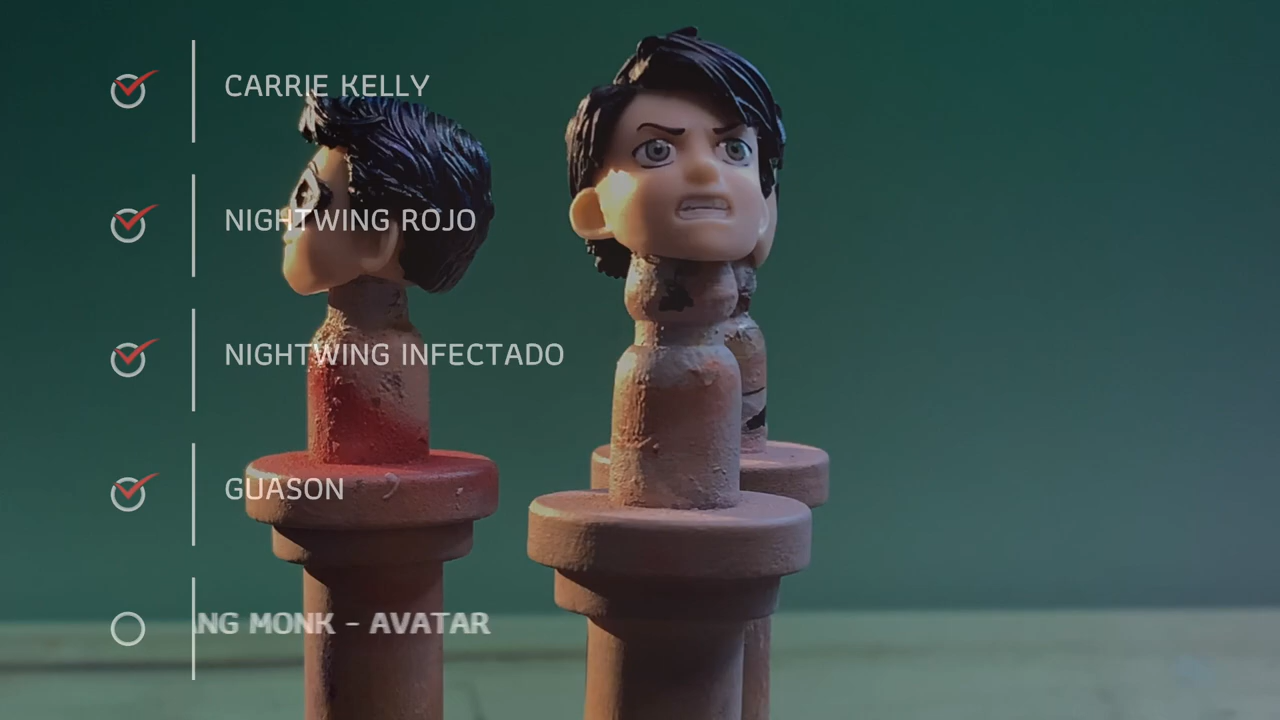 CARRIE KELLY
NIGHTWING ROJO
NIGHTWING INFECTADO
GUASON
NG MONK - AVATAR